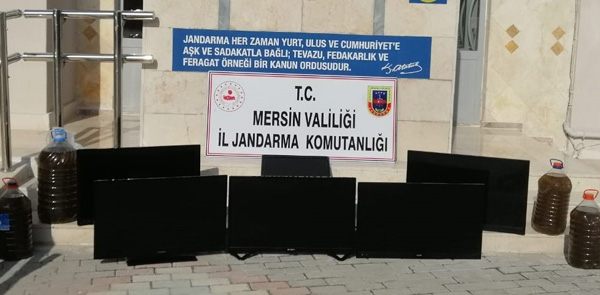 JANDARMA HER ZAMAN YURT, ULUS VE CUMHURİYET'E
AŞK VE SADAKATLA BAĞLI; TEVAZU, FEDAKARLIK VE
FERAGAT ÖRNEĞİ BİR KANUN ORDUSUDUR.
T.C.
MERSİN VALİLİĞİ
İL JANDARMA KOMUTANLIĞI